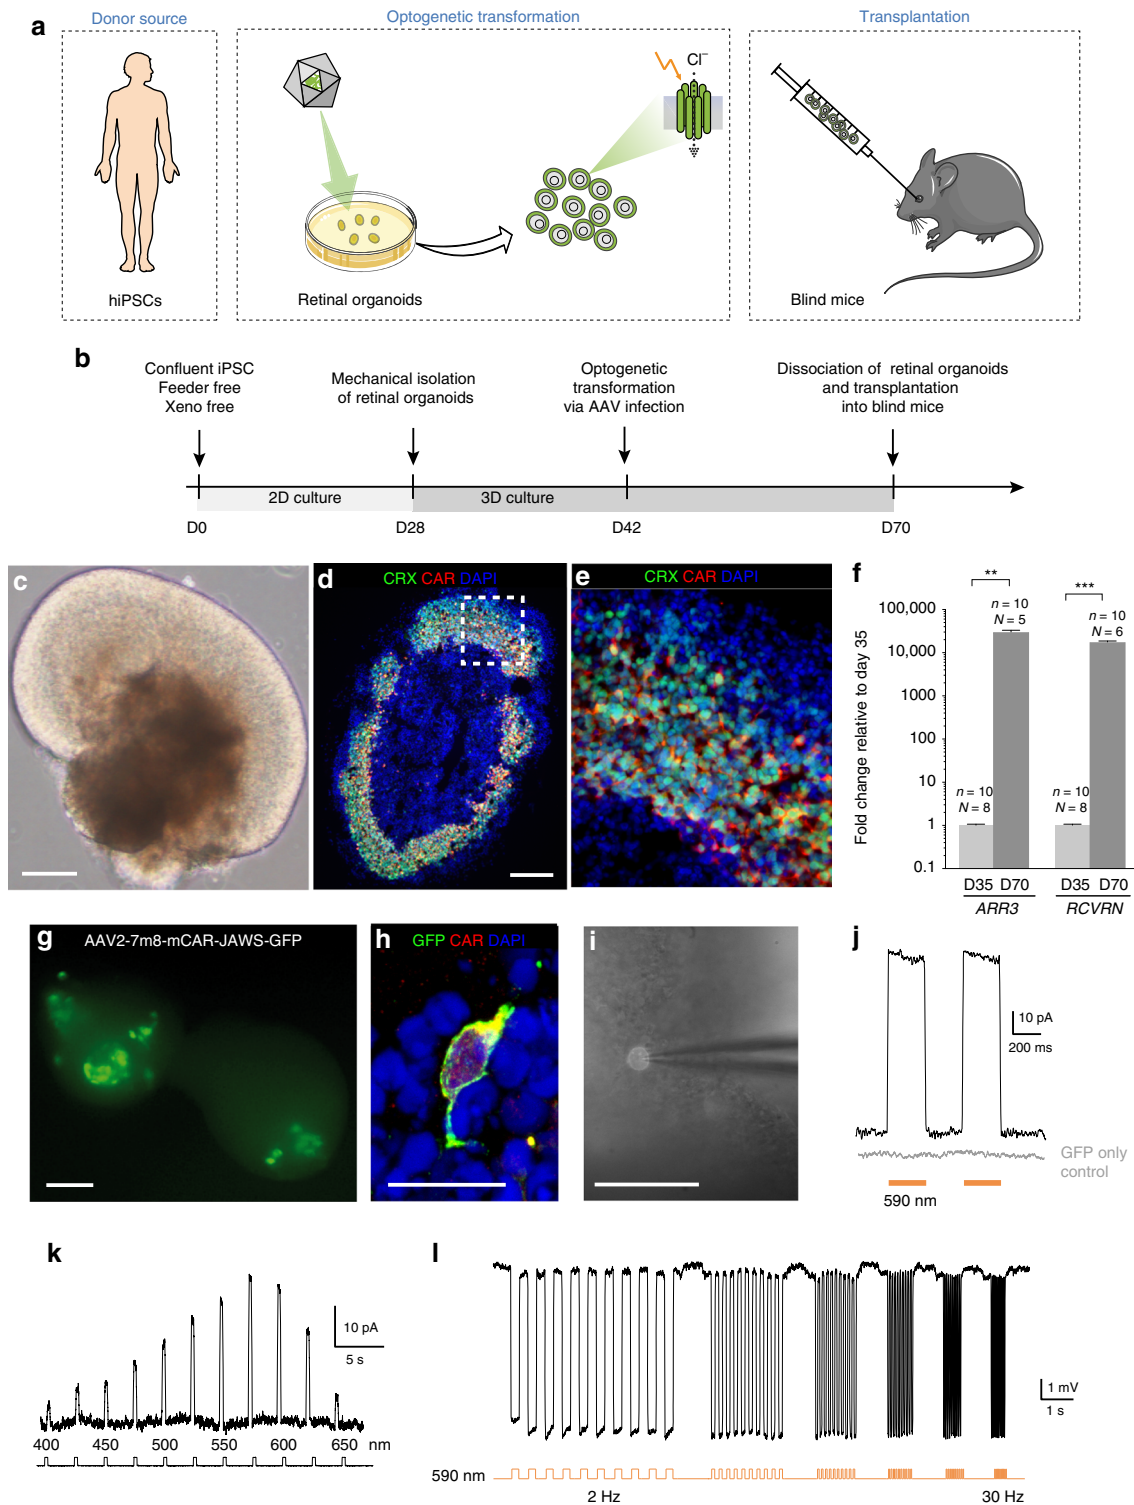 a
Donor source
Optogenetic transformation
Transplantation
Cl−
hiPSCs
Retinal organoids
Blind mice
b
Confluent iPSC
Feeder free
Xeno free
Mechanical isolation
of retinal organoids
Optogenetic
transformation
via AAV infection
Dissociation of retinal organoids
and transplantation
into blind mice
2D culture
3D culture
D0
D28
D42
D70
c
d
CRX CAR DAPI
e
CRX CAR DAPI
f
Fold change relative to day 35
100,000
10,000
1000
100
10
1
0.1
**
***
n = 10
N = 5
n = 10
N = 6
n = 10
N = 8
n = 10
N = 8
D35 D70
D35 D70
ARR3
RCVRN
g
AAV2-7m8-mCAR-JAWS-GFP
h
GFP CAR DAPI
i
j
10 pA
200 ms
GFP only
control
590 nm
k
10 pA
5 s
400 450 500 550 600 650 nm
l
1 mV
1 s
590 nm
2 Hz
30 Hz